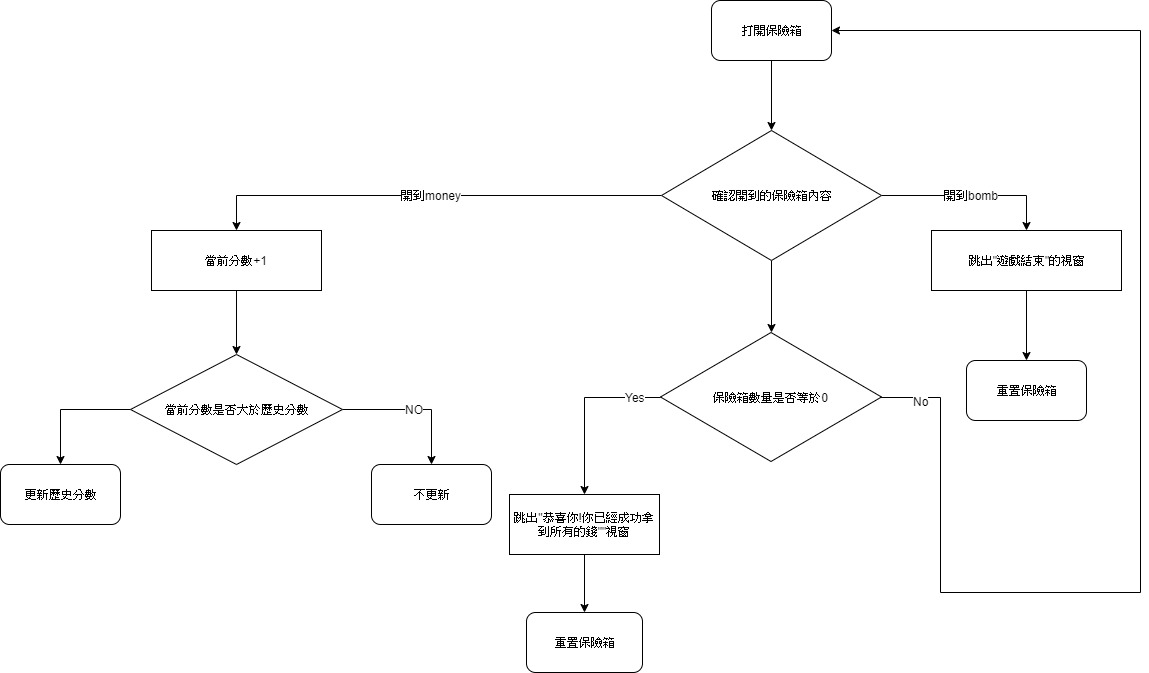 打開保險箱
確認開到的保險箱內容
開到money
開到bomb
當前分數+1
跳出"遊戲結束"的視窗
當前分數是否大於歷史分數
NO
保險箱數量是否等於0
Yes
No
重置保險箱
更新歷史分數
不更新
跳出"恭喜你!你已經成功拿
到所有的錢""視窗
重置保險箱